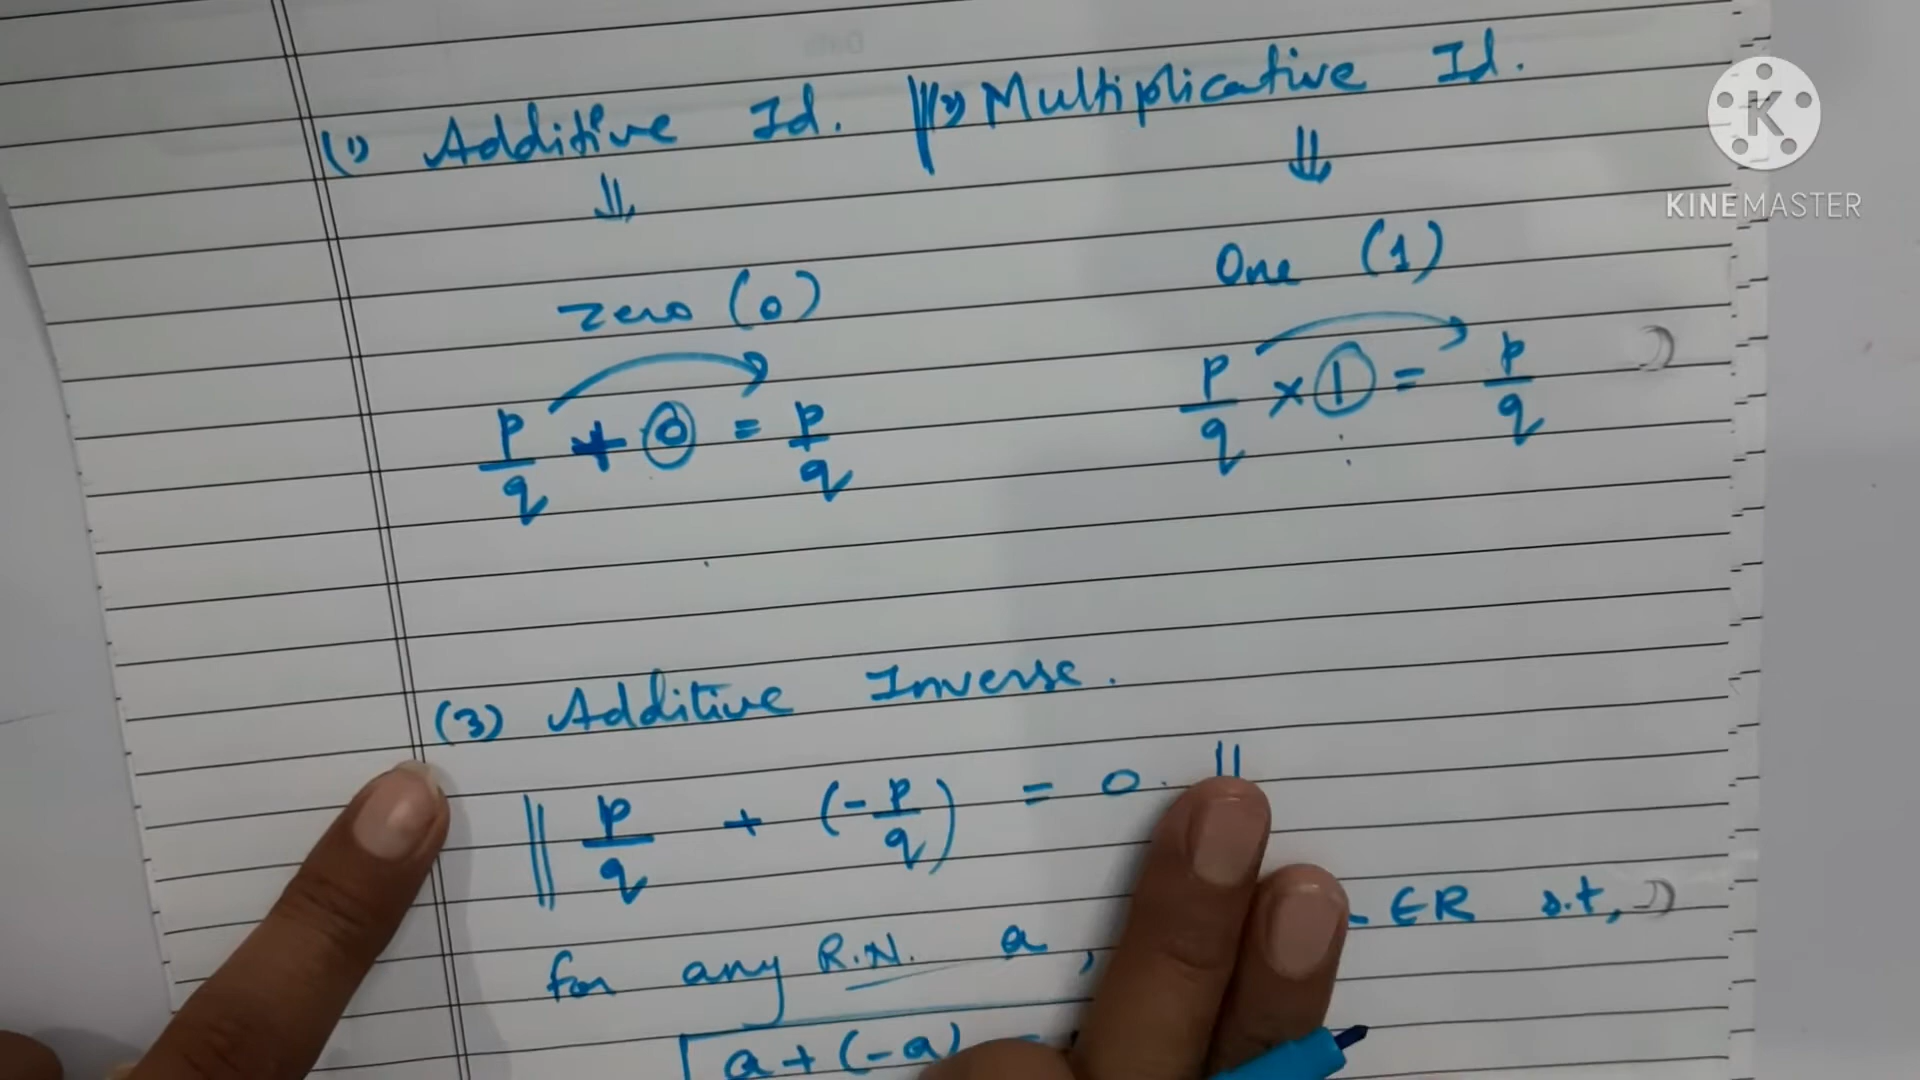 (1) Additive Id. (2) Multiplicative Id.
⇓ ⇓
zero (0) One (1)
p/q + 0 = p/q p/q × 1 = p/q
(3) Additive Inverse.
|| p/q + (-p/q) = 0. ||
for any R.N. a, ∈ R s.t,
a + (-a) =
KINEMASTER